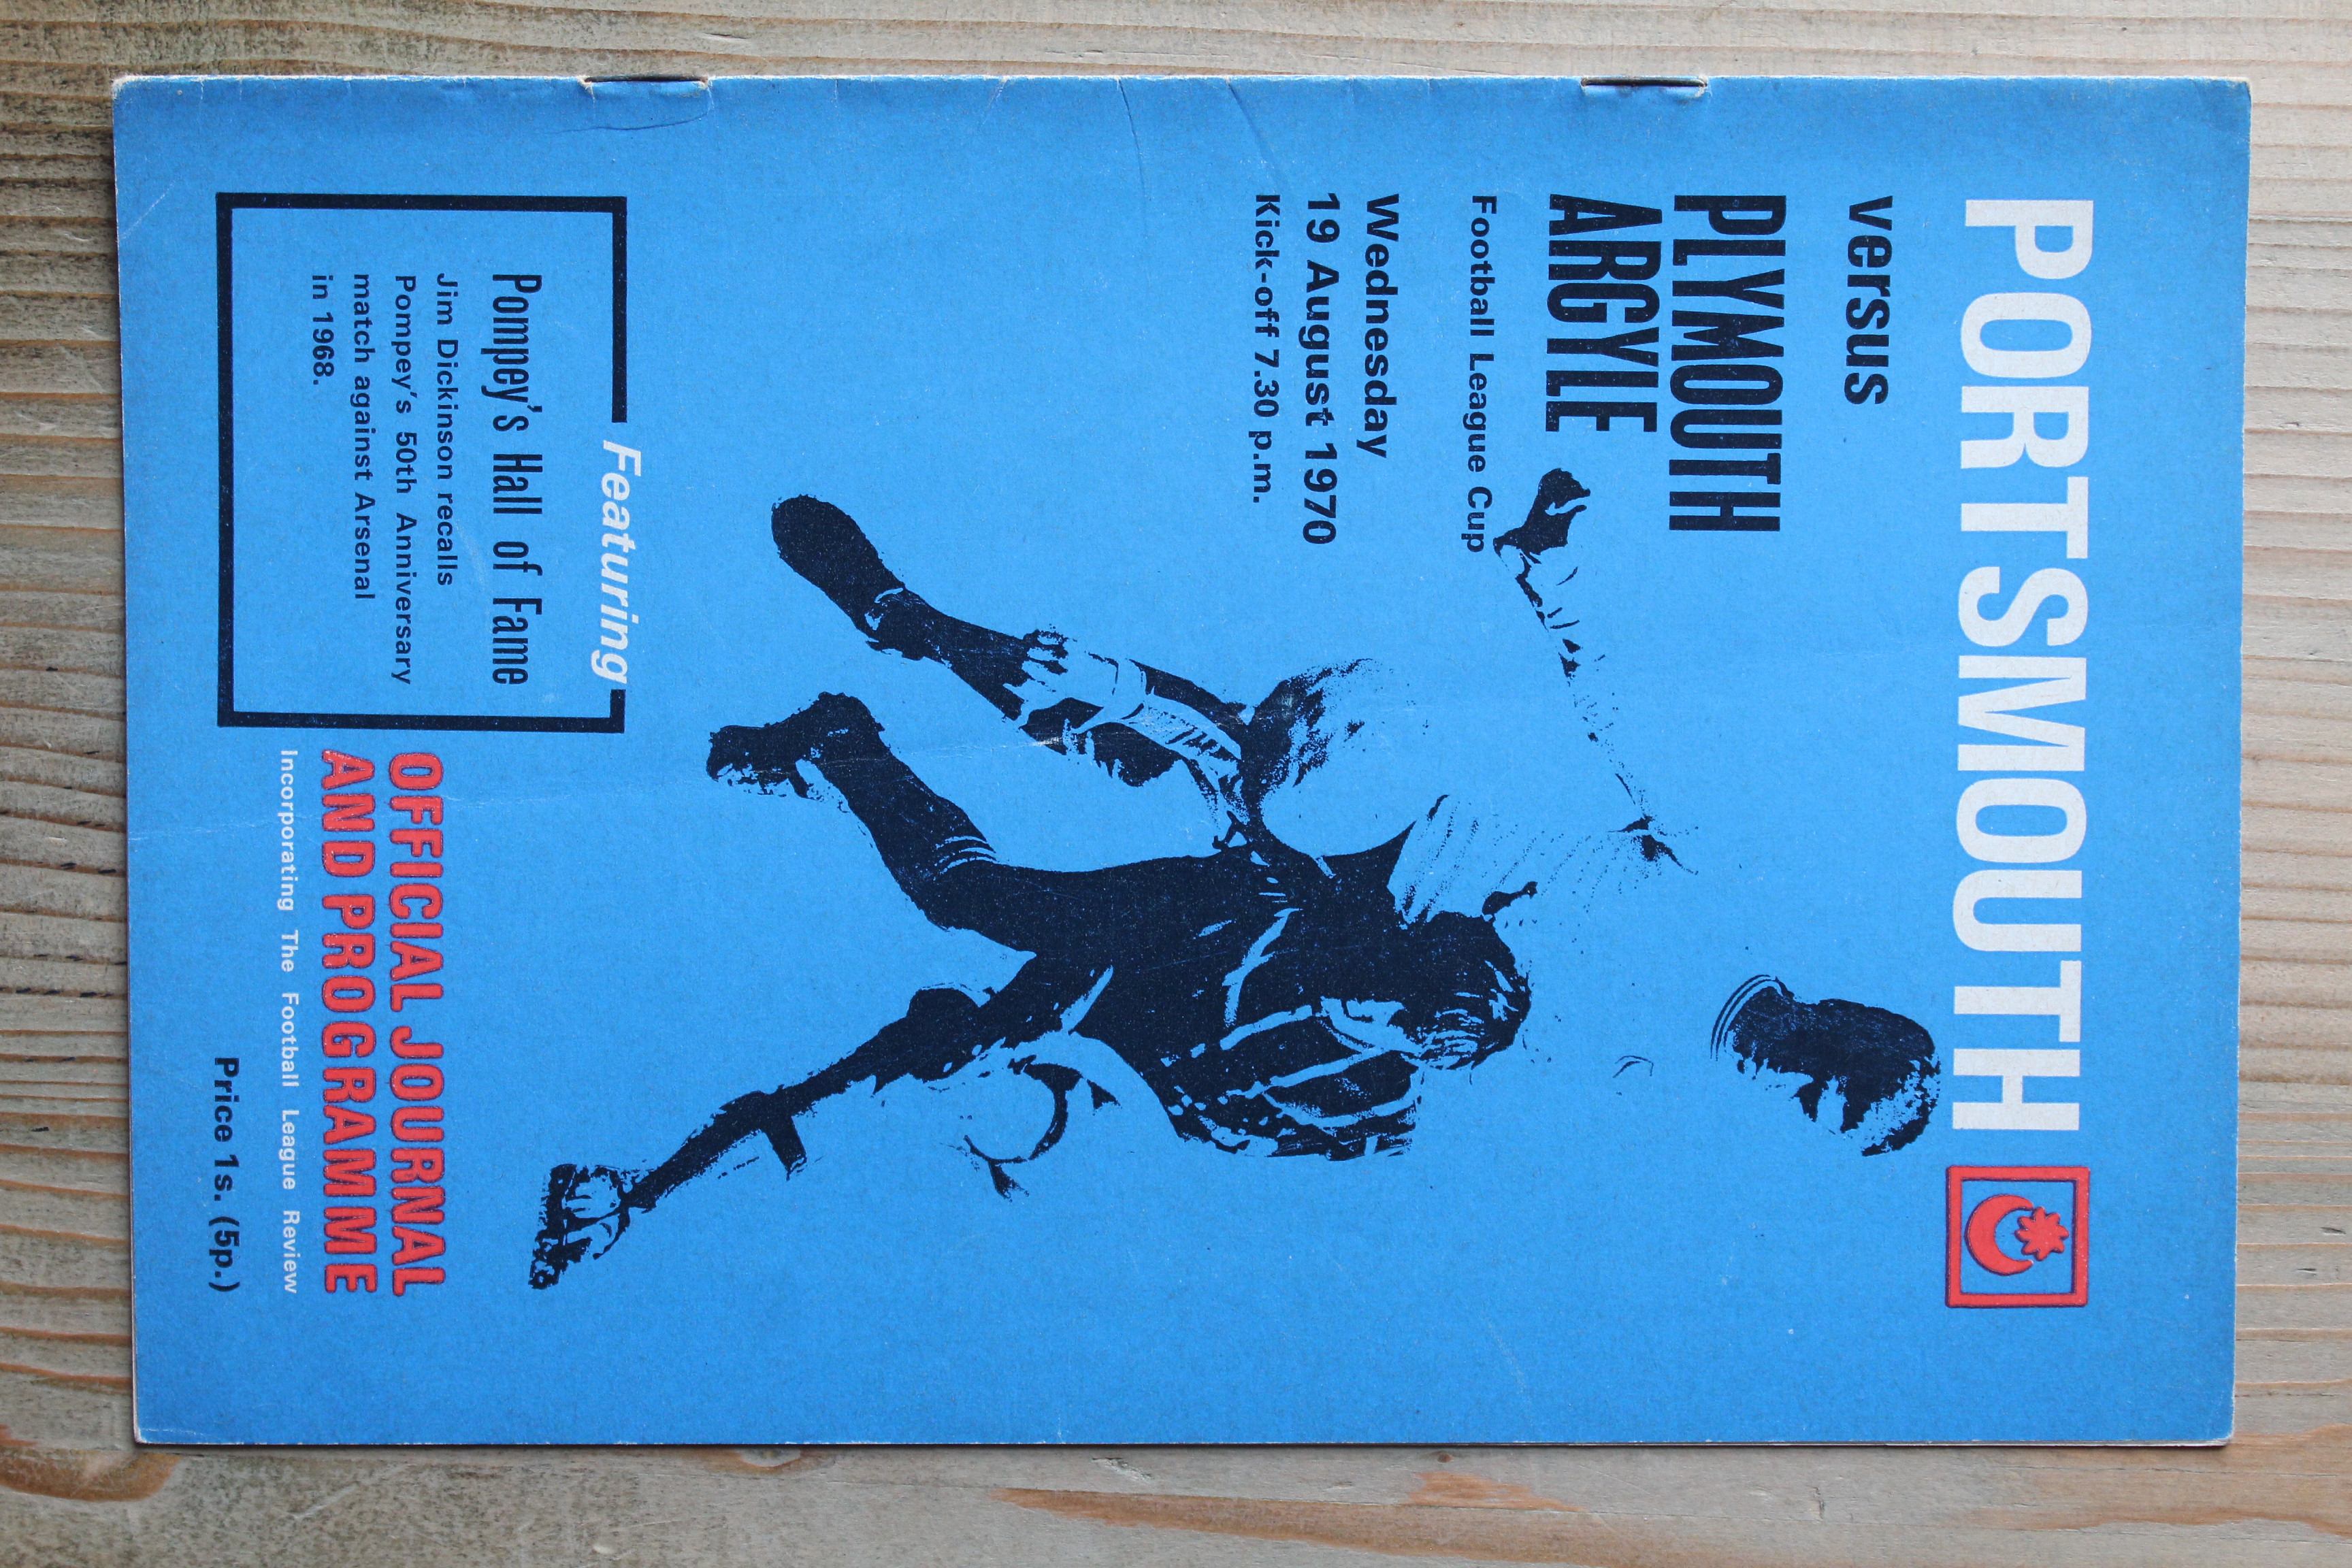 PORTSMOUTH
versus
PLYMOUTH
ARGYLE
Football League Cup
Wednesday
19 August 1970
Kick-off 7.30 p.m.
Featuring
Pompey's Hall of Fame
Jim Dickinson recalls
Pompey's 50th Anniversary
match against Arsenal
in 1968.
OFFICIAL JOURNAL
AND PROGRAMME
Incorporating The Football League Review
Price 1s. (5p.)